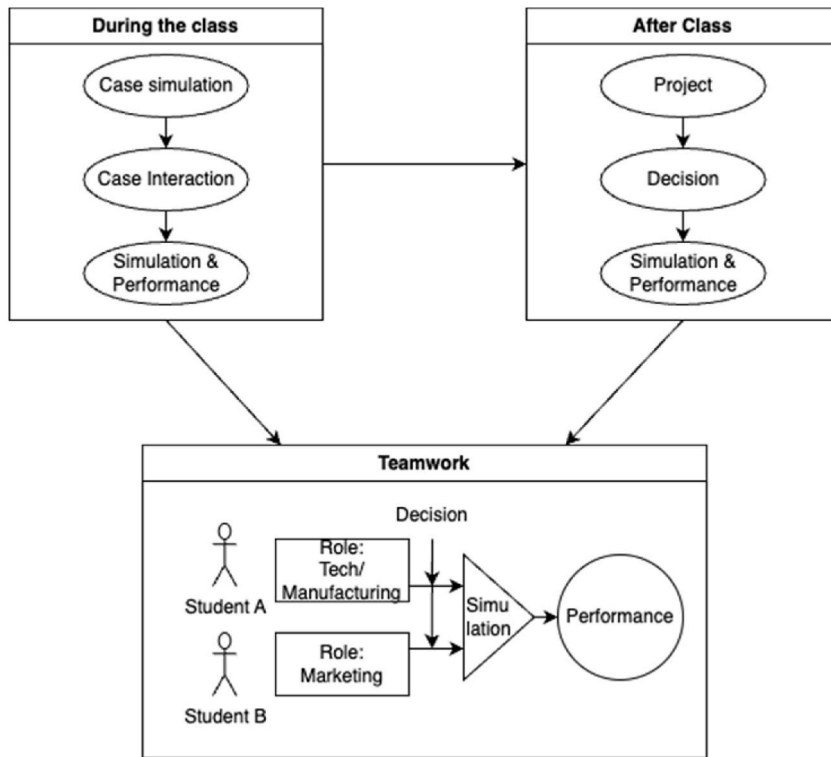 During the class
Case simulation
Case Interaction
Simulation &
Performance
After Class
Project
Decision
Simulation &
Performance
Teamwork
Decision
Student A
Role:
Tech/
Manufacturing
Student B
Role:
Marketing
Simu
lation
Performance